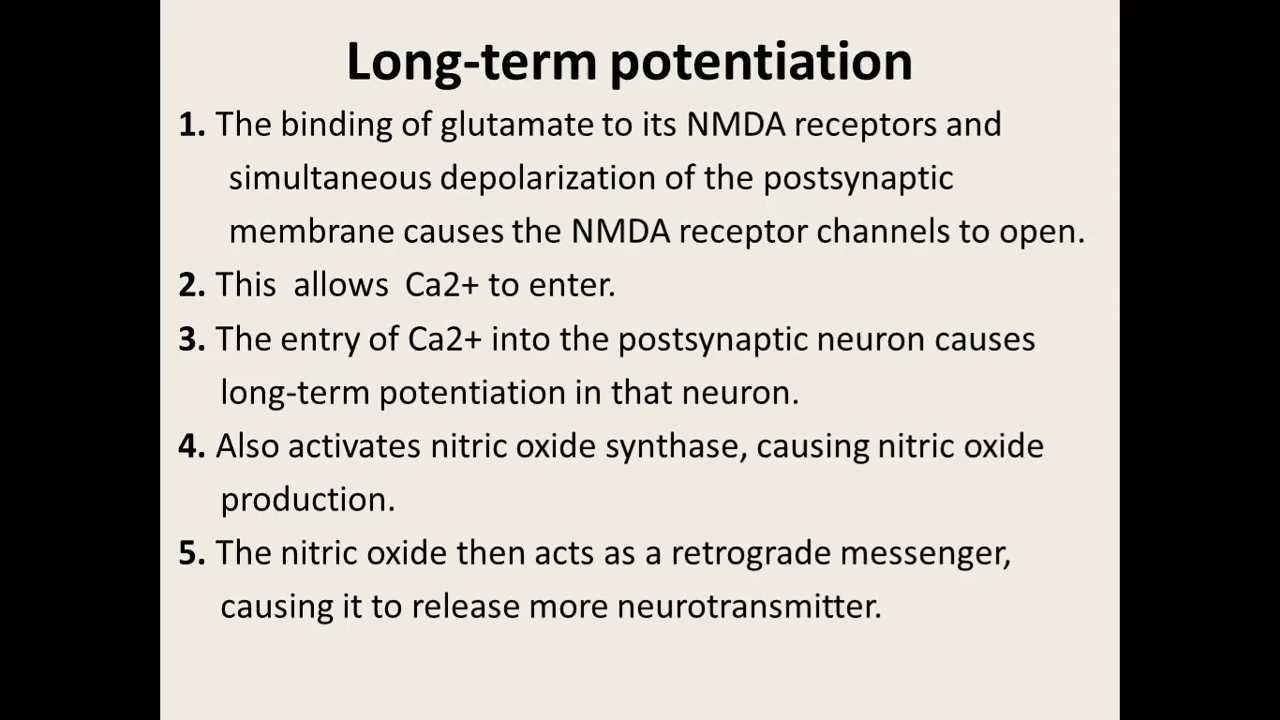 Long-term potentiation
1. The binding of glutamate to its NMDA receptors and
simultaneous depolarization of the postsynaptic
membrane causes the NMDA receptor channels to open.
2. This allows Ca2+ to enter.
3. The entry of Ca2+ into the postsynaptic neuron causes
long-term potentiation in that neuron.
4. Also activates nitric oxide synthase, causing nitric oxide
production.
5. The nitric oxide then acts as a retrograde messenger,
causing it to release more neurotransmitter.